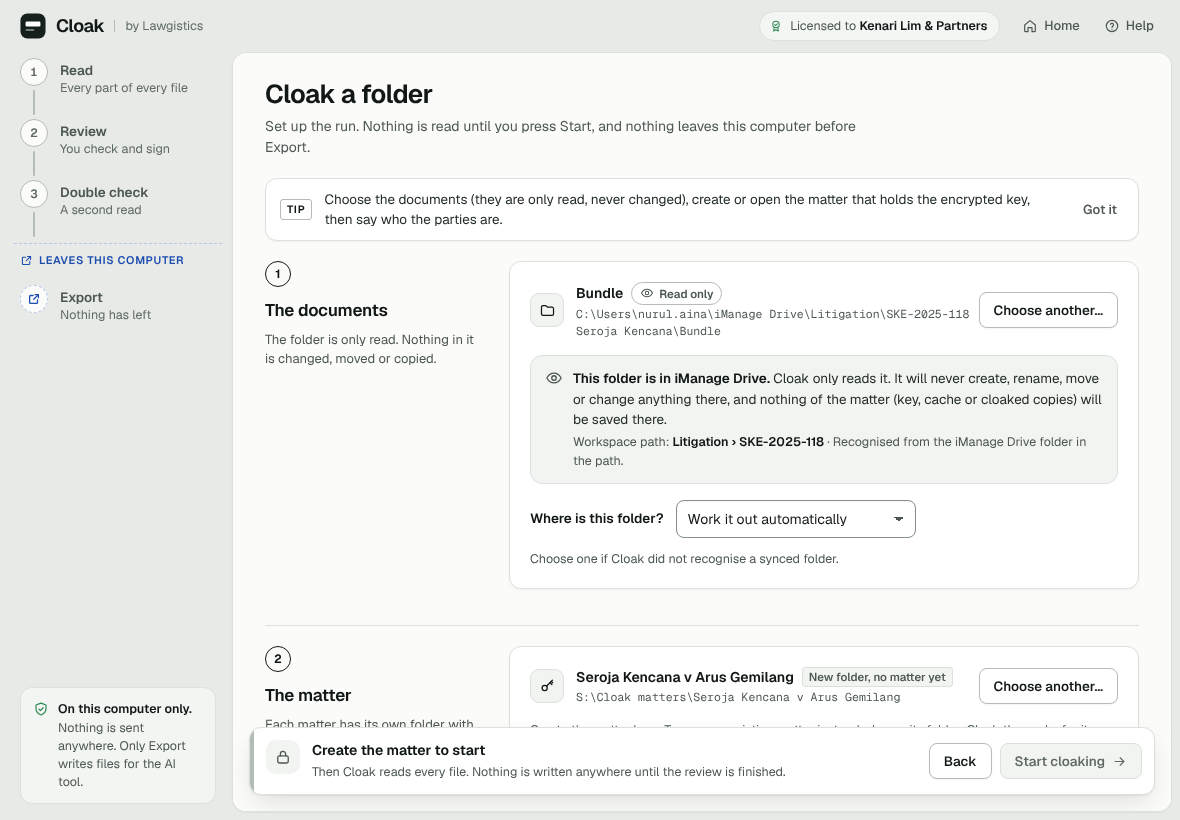 Cloak
by Lawgistics
Licensed to Kenari Lim & Partners
Home
Help
1
Read
Every part of every file
2
Review
You check and sign
3
Double check
A second read
LEAVES THIS COMPUTER
Export
Nothing has left
On this computer only.
Nothing is sent
anywhere. Only Export
writes files for the AI
tool.
Cloak a folder
Set up the run. Nothing is read until you press Start, and nothing leaves this computer before
Export.
TIP
Choose the documents (they are only read, never changed), create or open the matter that holds the encrypted key,
then say who the parties are.
Got it
1
The documents
The folder is only read. Nothing in it
is changed, moved or copied.
Bundle
Read only
C:\Users\nurul.aina\iManage Drive\Litigation\SKE-2025-118
Seroja Kencana\Bundle
Choose another…
This folder is in iManage Drive. Cloak only reads it. It will never create, rename, move
or change anything there, and nothing of the matter (key, cache or cloaked copies) will
be saved there.
Workspace path: Litigation › SKE-2025-118 · Recognised from the iManage Drive folder in
the path.
Where is this folder?
Work it out automatically
Choose one if Cloak did not recognise a synced folder.
2
The matter
Each matter has its own folder with
Seroja Kencana v Arus Gemilang
New folder, no matter yet
S:\Cloak matters\Seroja Kencana v Arus Gemilang
Choose another…
Create the matter to start
Then Cloak reads every file. Nothing is written anywhere until the review is finished.
Back
Start cloaking